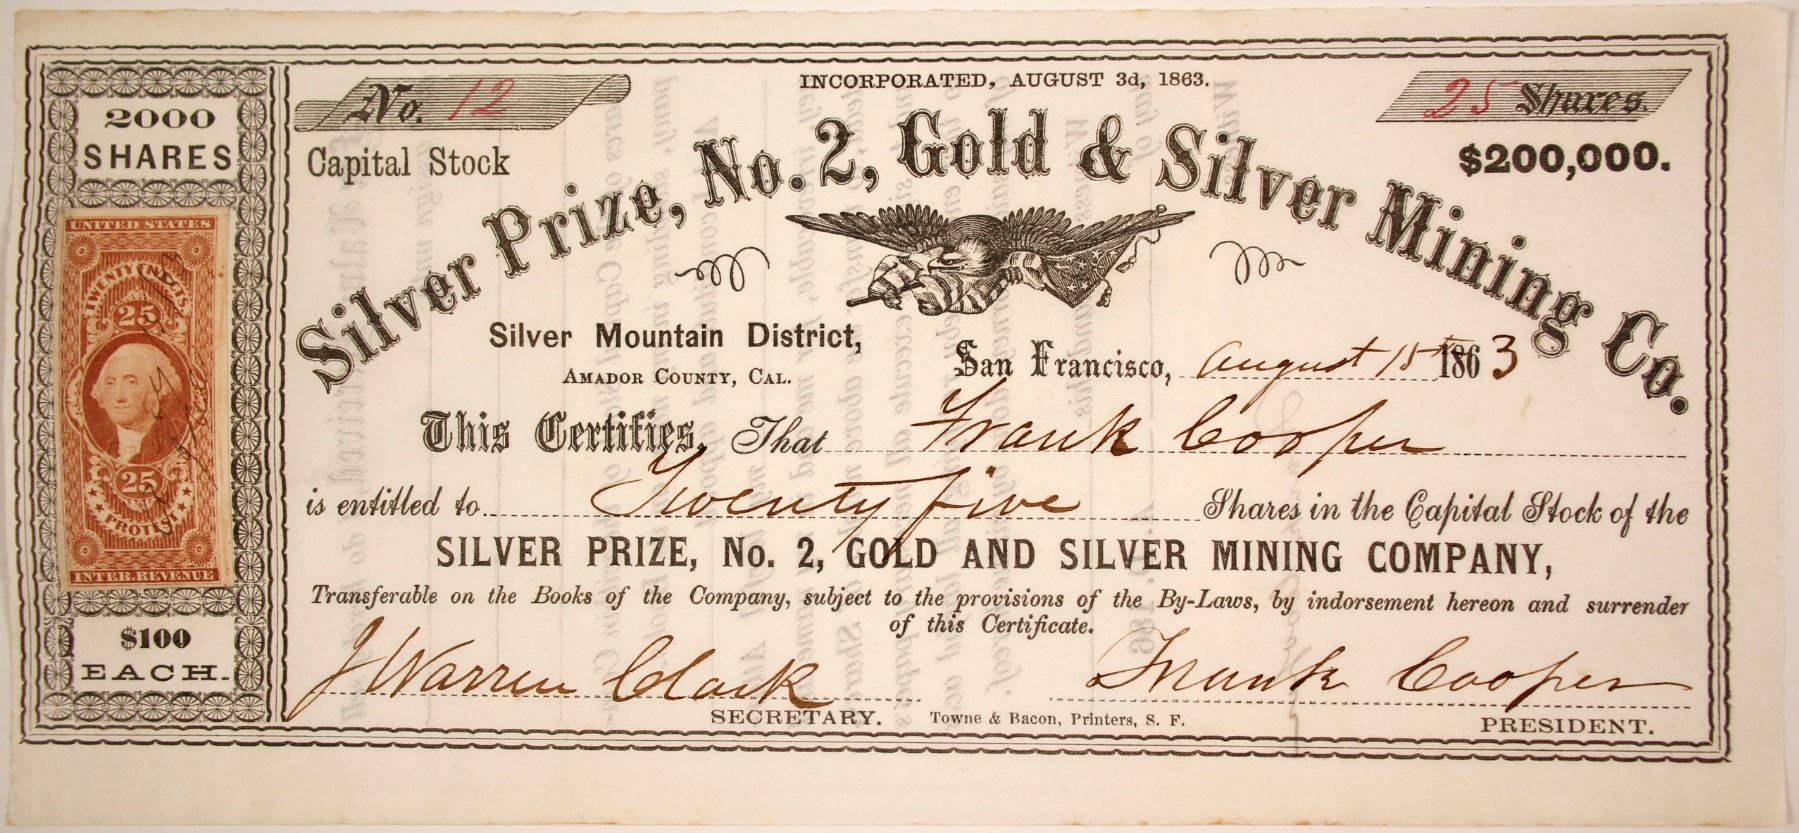 2000
SHARES
UNITED STATES
TWENTY FIVE CTS
25
25
PROTEST
INTER. REVENUE
$100
EACH.
No. 12
INCORPORATED, AUGUST 3d, 1863.
25 Shares.
Capital Stock
$200,000.
Silver Prize, No. 2, Gold & Silver Mining Co.
Silver Mountain District,
AMADOR COUNTY, CAL.
San Francisco, August 15th 1863
This Certifies, That Frank Cooper
is entitled to Twenty five Shares in the Capital Stock of the
SILVER PRIZE, No. 2, GOLD AND SILVER MINING COMPANY,
Transferable on the Books of the Company, subject to the provisions of the By-Laws, by indorsement hereon and surrender
of this Certificate.
J Warren Clark
SECRETARY.
Towne & Bacon, Printers, S. F.
Frank Cooper
PRESIDENT.